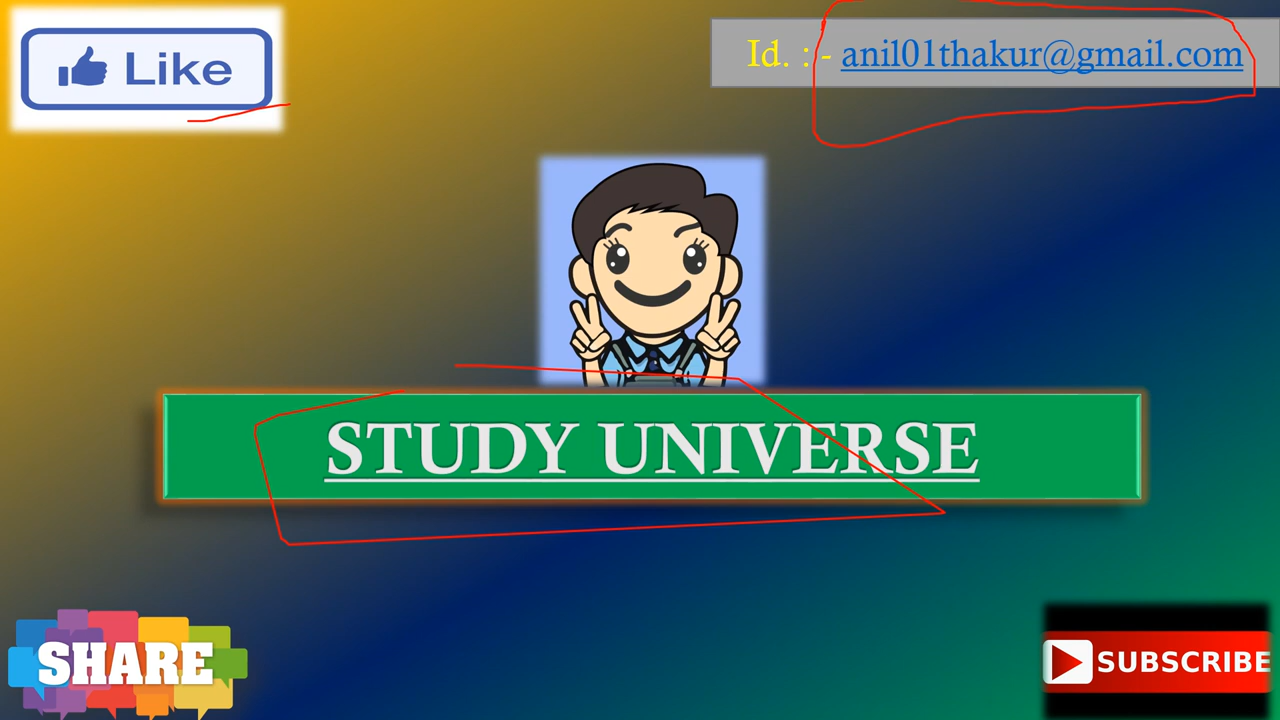 Like
Id. : - anil01thakur@gmail.com
STUDY UNIVERSE
SHARE
SUBSCRIBE